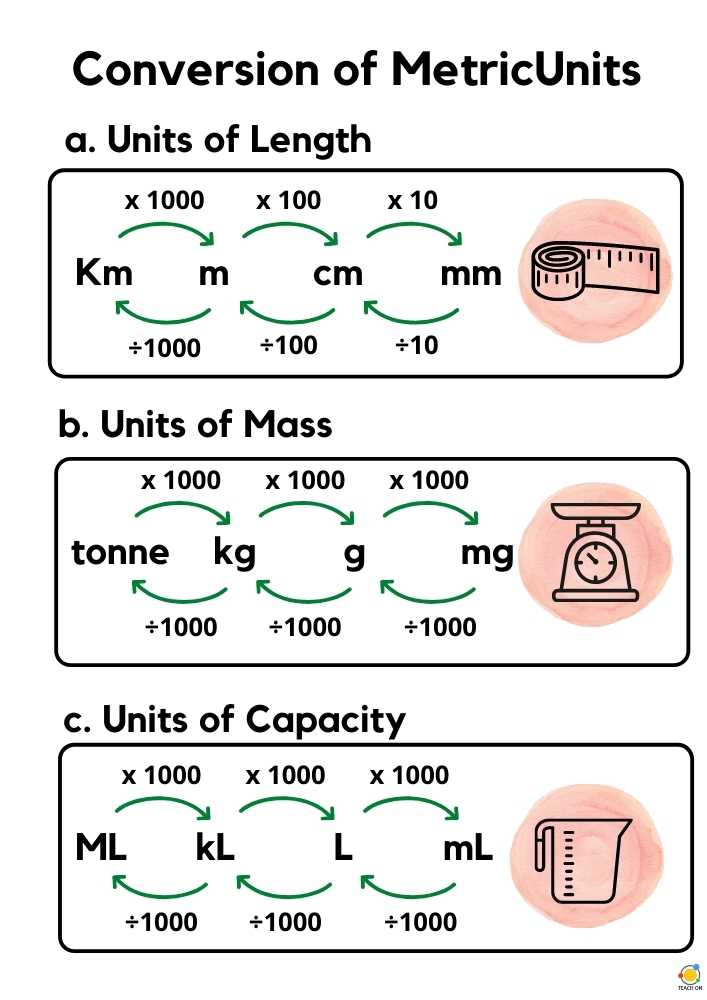 Conversion of MetricUnits
a. Units of Length
x 1000 x 100 x 10
Km m cm mm
÷1000 ÷100 ÷10
b. Units of Mass
x 1000 x 1000 x 1000
tonne kg g mg
÷1000 ÷1000 ÷1000
c. Units of Capacity
x 1000 x 1000 x 1000
ML kL L mL
÷1000 ÷1000 ÷1000
TEACH ON